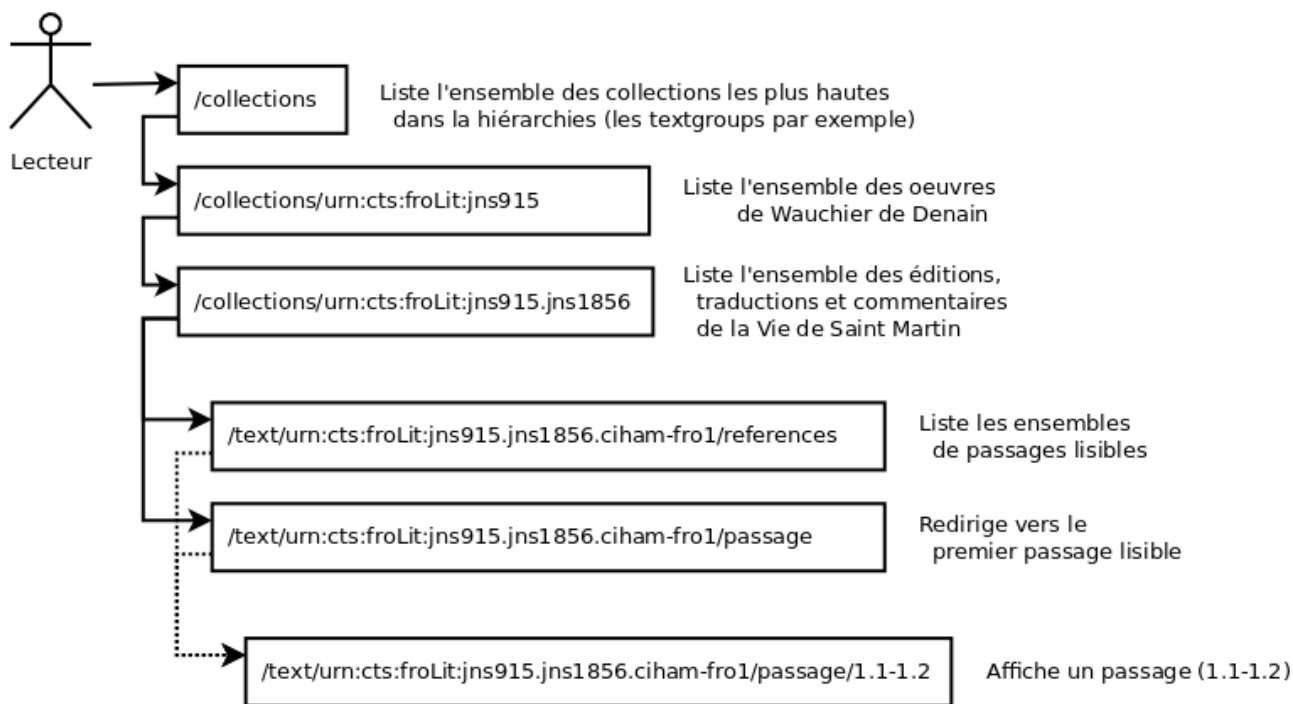 /collections
Liste l'ensemble des collections les plus hautes
dans la hiérarchies (les textgroups par exemple)
Lecteur
/collections/urn:cts:froLit:jns915
Liste l'ensemble des oeuvres
de Wauchier de Denain
/collections/urn:cts:froLit:jns915.jns1856
Liste l'ensemble des éditions,
traductions et commentaires
de la Vie de Saint Martin
/text/urn:cts:froLit:jns915.jns1856.ciham-fro1/references
Liste les ensembles
de passages lisibles
/text/urn:cts:froLit:jns915.jns1856.ciham-fro1/passage
Redirige vers le
premier passage lisible
/text/urn:cts:froLit:jns915.jns1856.ciham-fro1/passage/1.1-1.2
Affiche un passage (1.1-1.2)